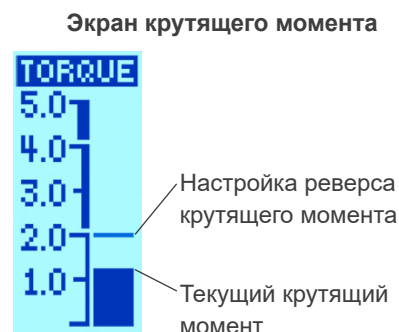 Экран крутящего момента
TORQUE
5.0
4.0
3.0
2.0
1.0
Настройка реверса
крутящего момента
Текущий крутящий
момент